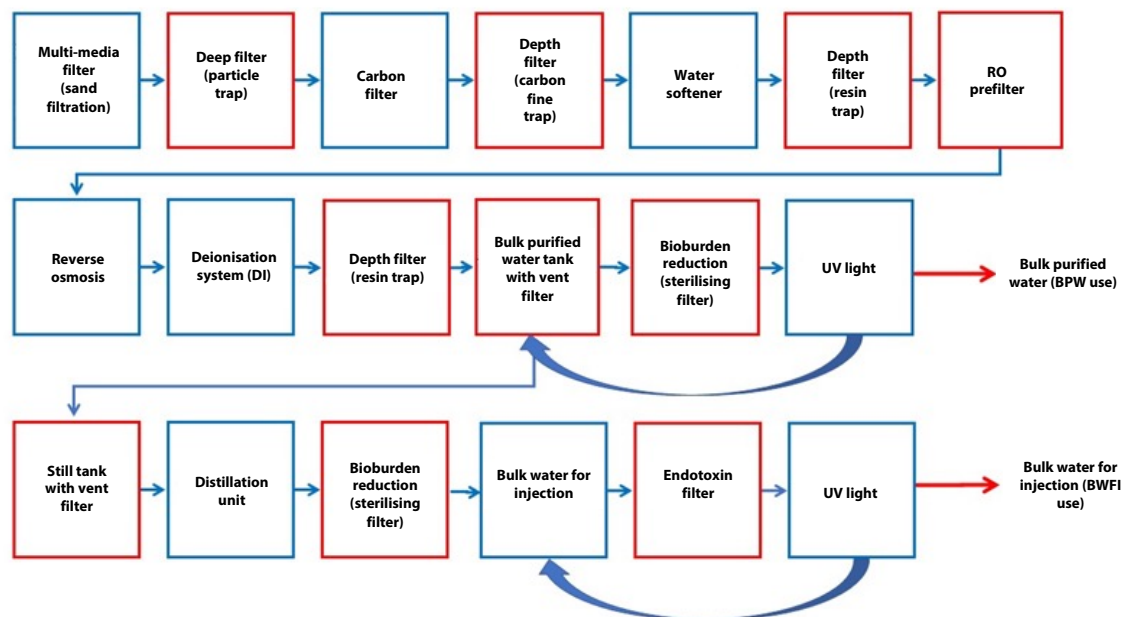 Multi-media
filter
(sand
filtration)
Deep filter
(particle
trap)
Carbon
filter
Depth
filter
(carbon
fine
trap)
Water
softener
Depth
filter
(resin
trap)
RO
prefilter
Reverse
osmosis
Deionisation
system (DI)
Depth filter
(resin trap)
Bulk purified
water tank
with vent
filter
Bioburden
reduction
(sterilising
filter)
UV light
Bulk purified
water (BPW use)
Still tank
with vent
filter
Distillation
unit
Bioburden
reduction
(sterilising
filter)
Bulk water for
injection
Endotoxin
filter
UV light
Bulk water for
injection (BWFI
use)